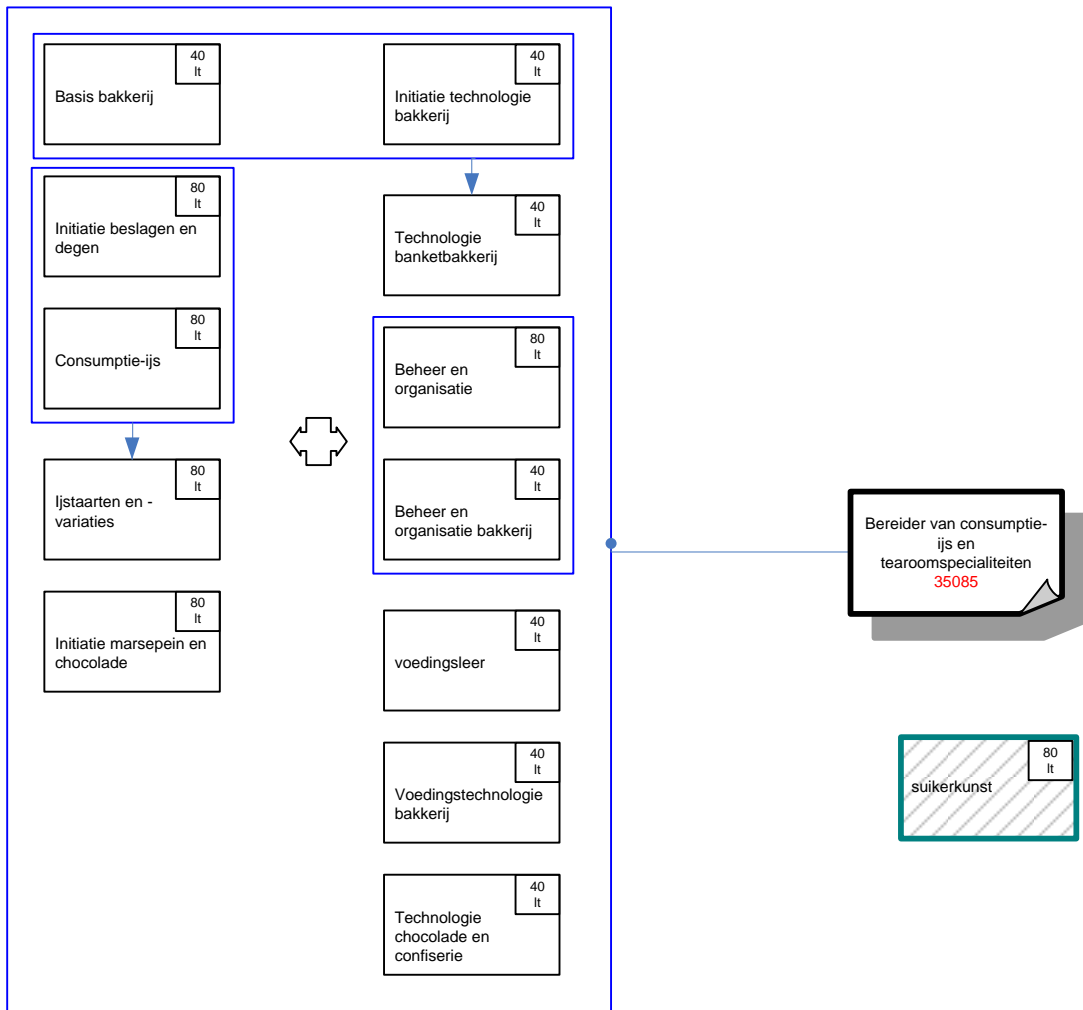 40
lt
Basis bakkerij
40
lt
Initiatie technologie
bakkerij
80
lt
Initiatie beslagen en
degen
40
lt
Technologie
banketbakkerij
80
lt
Consumptie-ijs
80
lt
Beheer en
organisatie
80
lt
Ijstaarten en -
variaties
40
lt
Beheer en
organisatie bakkerij
Bereider van consumptie-
ijs en
tearoomspecialiteiten
35085
80
lt
Initiatie marsepein en
chocolade
40
lt
voedingsleer
40
lt
Voedingstechnologie
bakkerij
80
lt
suikerkunst
40
lt
Technologie
chocolade en
confiserie